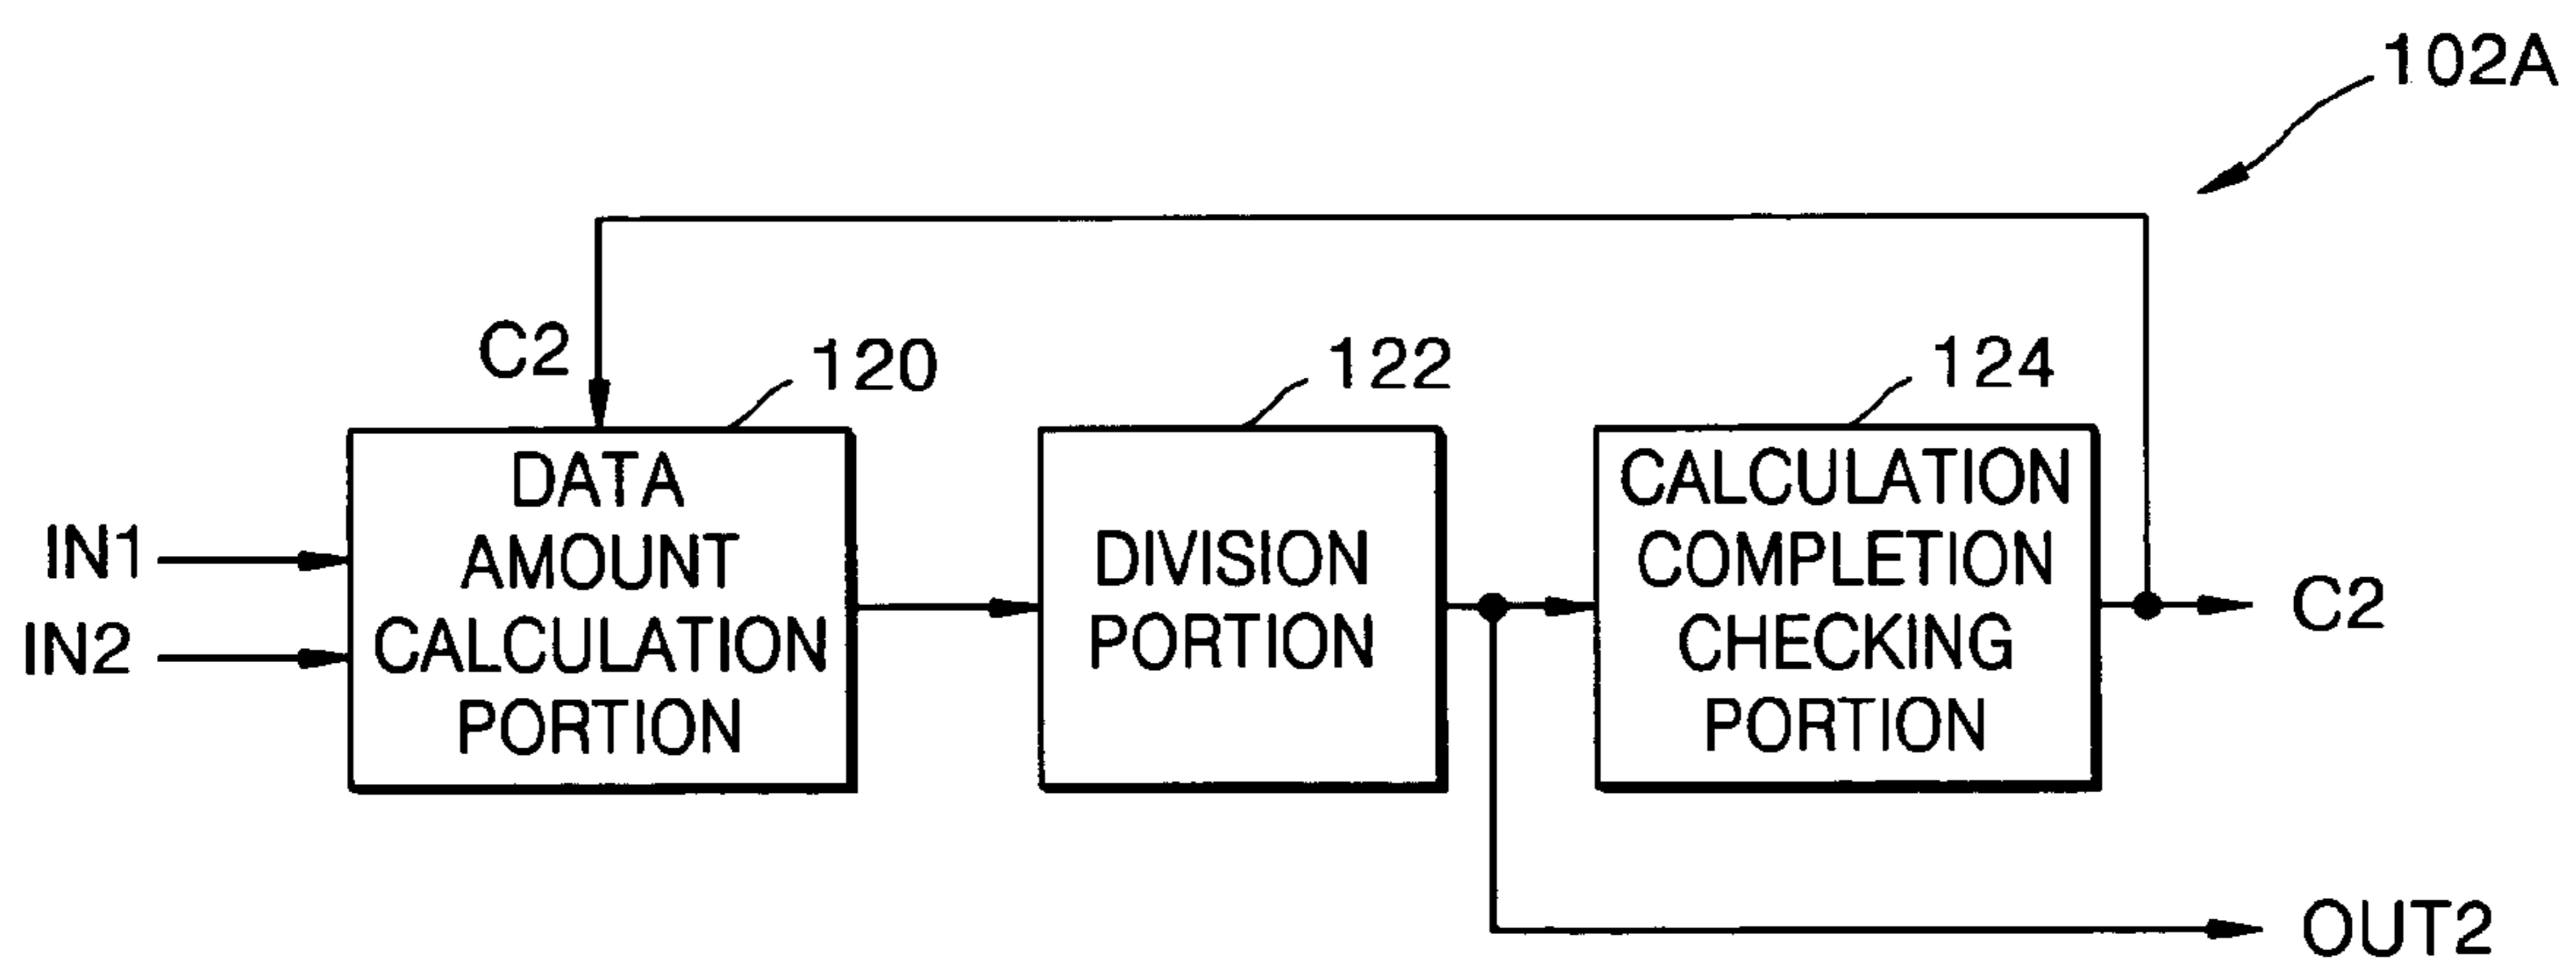 102A
C2
120
122
124
IN1
IN2
DATA
AMOUNT
CALCULATION
PORTION
DIVISION
PORTION
CALCULATION
COMPLETION
CHECKING
PORTION
C2
OUT2